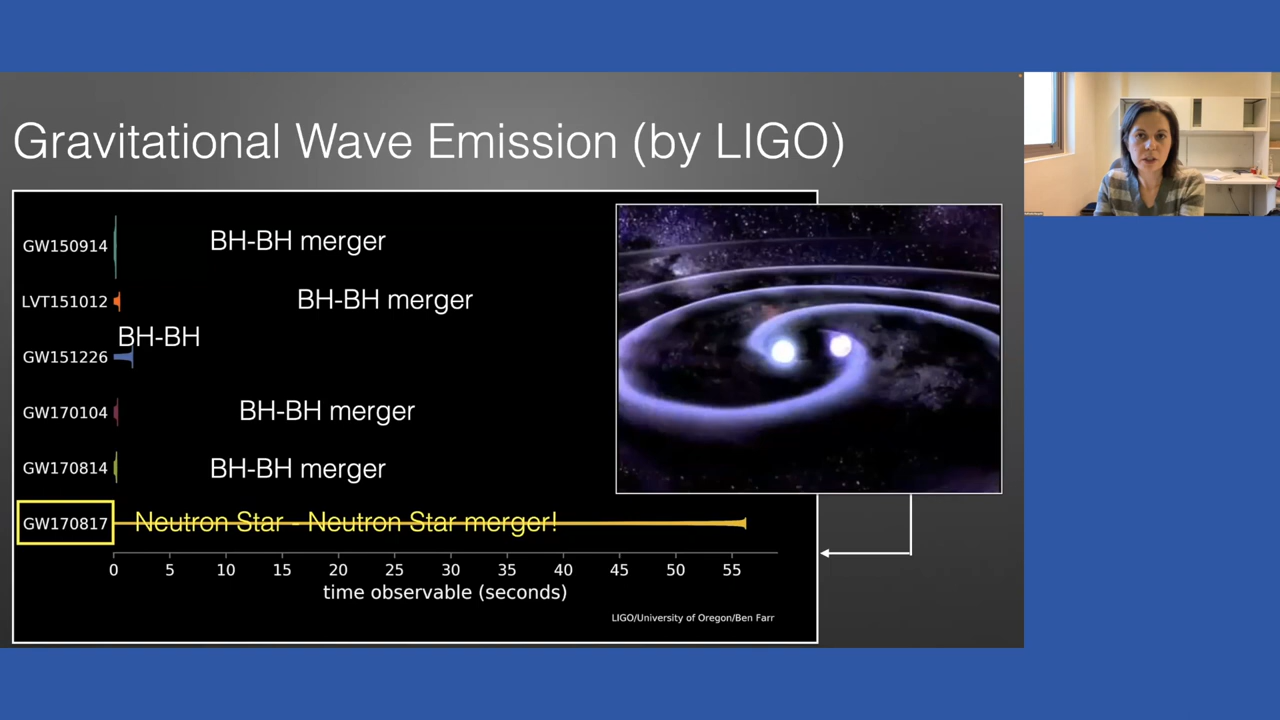 Gravitational Wave Emission (by LIGO)
GW150914
BH-BH merger
LVT151012
BH-BH merger
BH-BH
GW151226
GW170104
BH-BH merger
GW170814
BH-BH merger
GW170817
Neutron Star - Neutron Star merger!
0 5 10 15 20 25 30 35 40 45 50 55
time observable (seconds)
LIGO/University of Oregon/Ben Farr